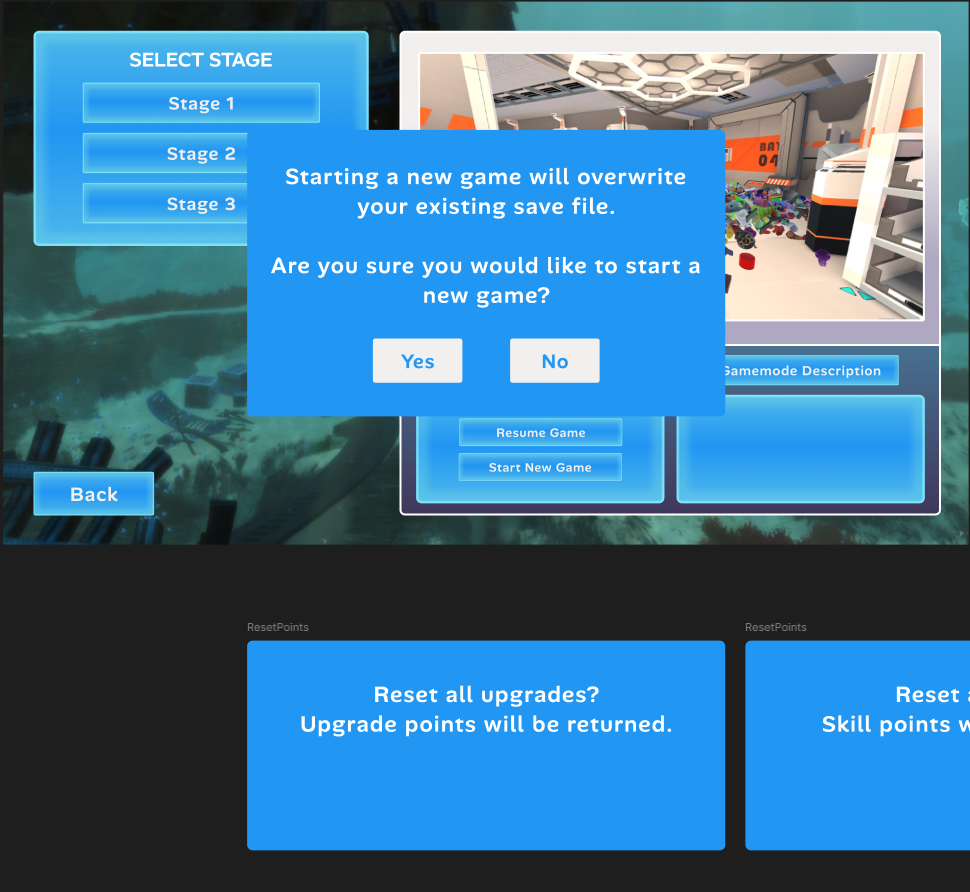 SELECT STAGE
Stage 1
Stage 2
Stage 3
BAY
04
Starting a new game will overwrite
your existing save file.
Are you sure you would like to start a
new game?
Yes
No
Gamemode Description
Resume Game
Start New Game
Back
ResetPoints
ResetPoints
Reset all upgrades?
Upgrade points will be returned.
Reset
Skill points